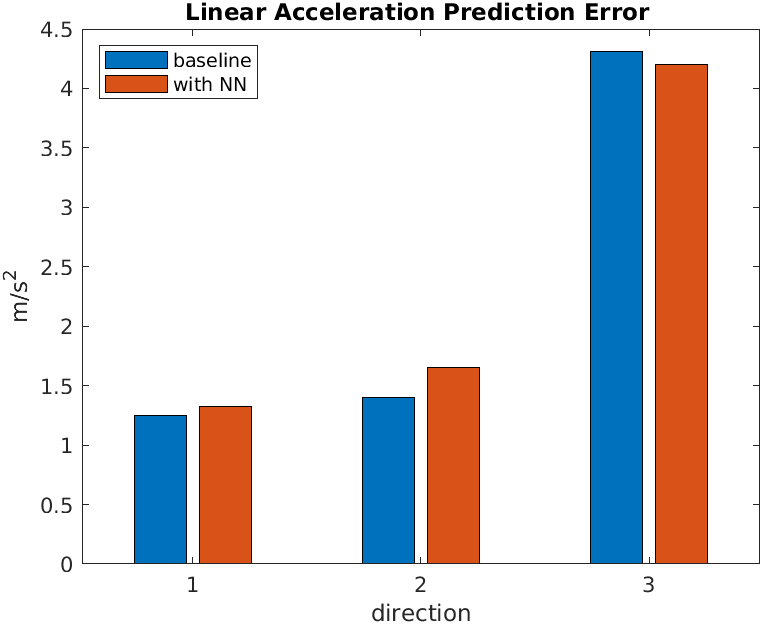 Linear Acceleration Prediction Error
baseline
with NN
4.5
4
3.5
3
2.5
2
1.5
1
0.5
0
m/s²
1 2 3
direction